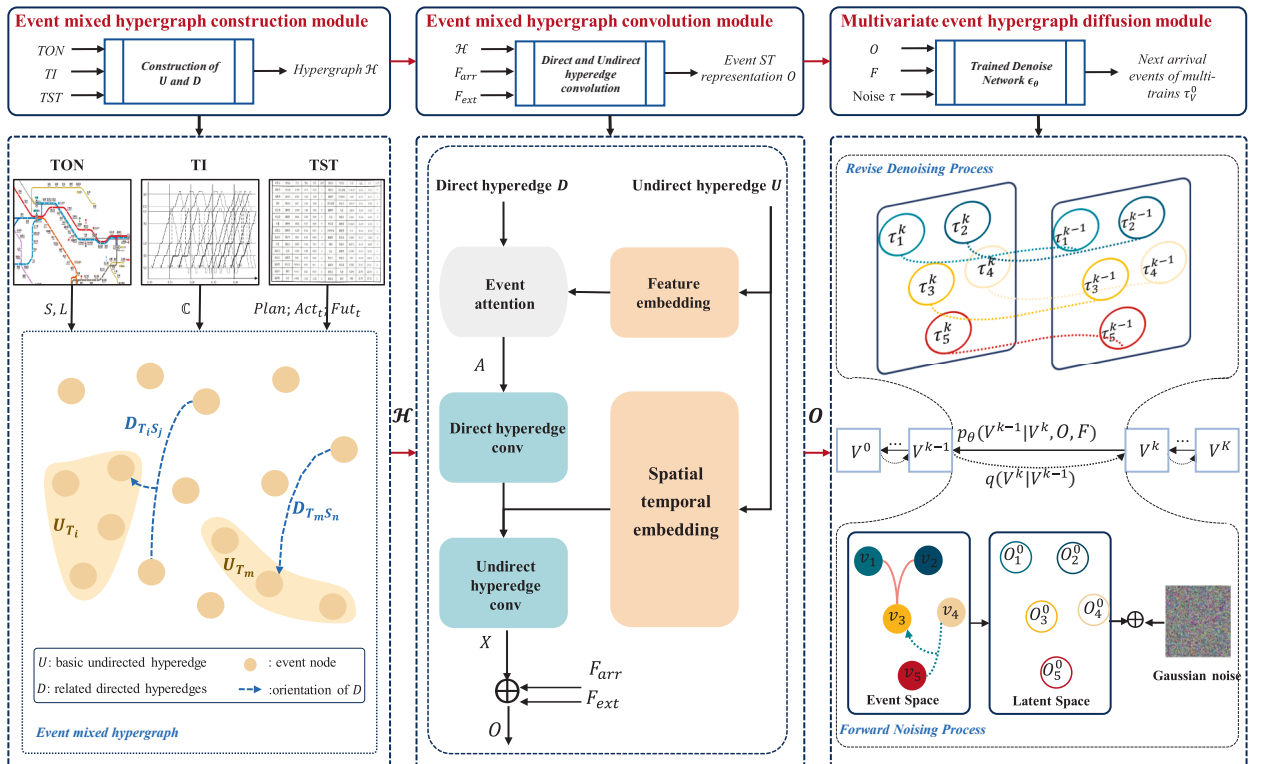 Event mixed hypergraph construction module
TON
TI
TST
Construction of
U and D
Hypergraph ℋ
Event mixed hypergraph convolution module
ℋ
F_arr
F_ext
Direct and Undirect
hyperedge
convolution
Event ST
representation O
Multivariate event hypergraph diffusion module
O
F
Noise τ
Trained Denoise
Network ϵ_θ
Next arrival
events of multi-
trains τ_V^0
TON
TI
TST
S, L
ℂ
Plan; Act_t; Fut_t
D_{T_i S_j}
D_{T_m S_n}
U_{T_i}
U_{T_m}
U: basic undirected hyperedge
: event node
D: related directed hyperedges
:orientation of D
Event mixed hypergraph
ℋ
Direct hyperedge D
Undirect hyperedge U
Event
attention
Feature
embedding
A
Direct hyperedge
conv
Spatial
temporal
embedding
Undirect
hyperedge
conv
X
F_arr
F_ext
O
O
Revise Denoising Process
τ_1^k
τ_2^k
τ_3^k
τ_4^k
τ_5^k
τ_1^{k-1}
τ_2^{k-1}
τ_3^{k-1}
τ_4^{k-1}
τ_5^{k-1}
V^0
...
V^{k-1}
p_θ(V^{k-1}|V^k, O, F)
q(V^k|V^{k-1})
V^k
...
V^K
v_1
v_2
v_3
v_4
v_5
Event Space
O_1^0
O_2^0
O_3^0
O_4^0
O_5^0
Latent Space
Gaussian noise
Forward Noising Process